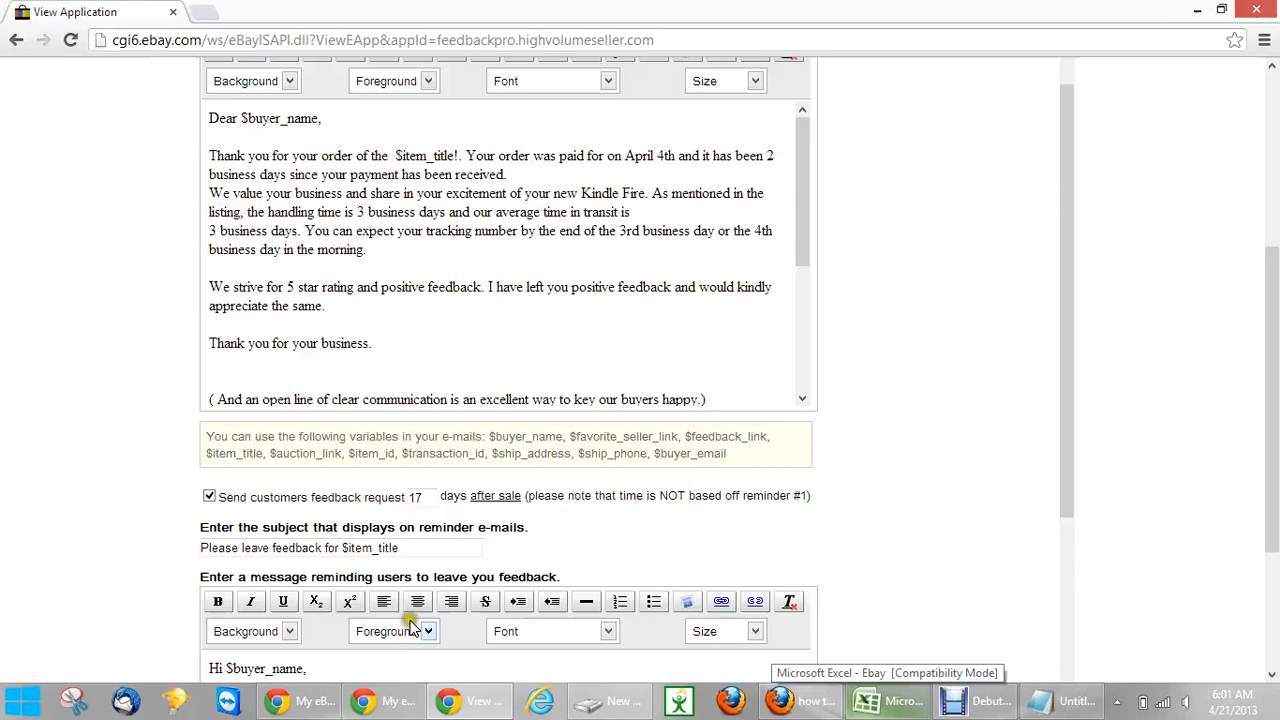 View Application
cgi6.ebay.com/ws/eBayISAPI.dll?ViewEApp&appId=feedbackpro.highvolumeseller.com
Background Foreground Font Size
Dear $buyer_name,
Thank you for your order of the $item_title!. Your order was paid for on April 4th and it has been 2
business days since your payment has been received.
We value your business and share in your excitement of your new Kindle Fire. As mentioned in the
listing, the handling time is 3 business days and our average time in transit is
3 business days. You can expect your tracking number by the end of the 3rd business day or the 4th
business day in the morning.
We strive for 5 star rating and positive feedback. I have left you positive feedback and would kindly
appreciate the same.
Thank you for your business.
( And an open line of clear communication is an excellent way to key our buyers happy.)
You can use the following variables in your e-mails: $buyer_name, $favorite_seller_link, $feedback_link,
$item_title, $auction_link, $item_id, $transaction_id, $ship_address, $ship_phone, $buyer_email
Send customers feedback request 17 days after sale (please note that time is NOT based off reminder #1)
Enter the subject that displays on reminder e-mails.
Please leave feedback for $item_title
Enter a message reminding users to leave you feedback.
B I U X2 X2 S T
Background Foreground Font Size
Hi $buyer_name,
Microsoft Excel - Ebay [Compatibility Mode]
My eB... My e... View ... New ... how t... Micro... Debut... Untitl...
6:01 AM
4/21/2013